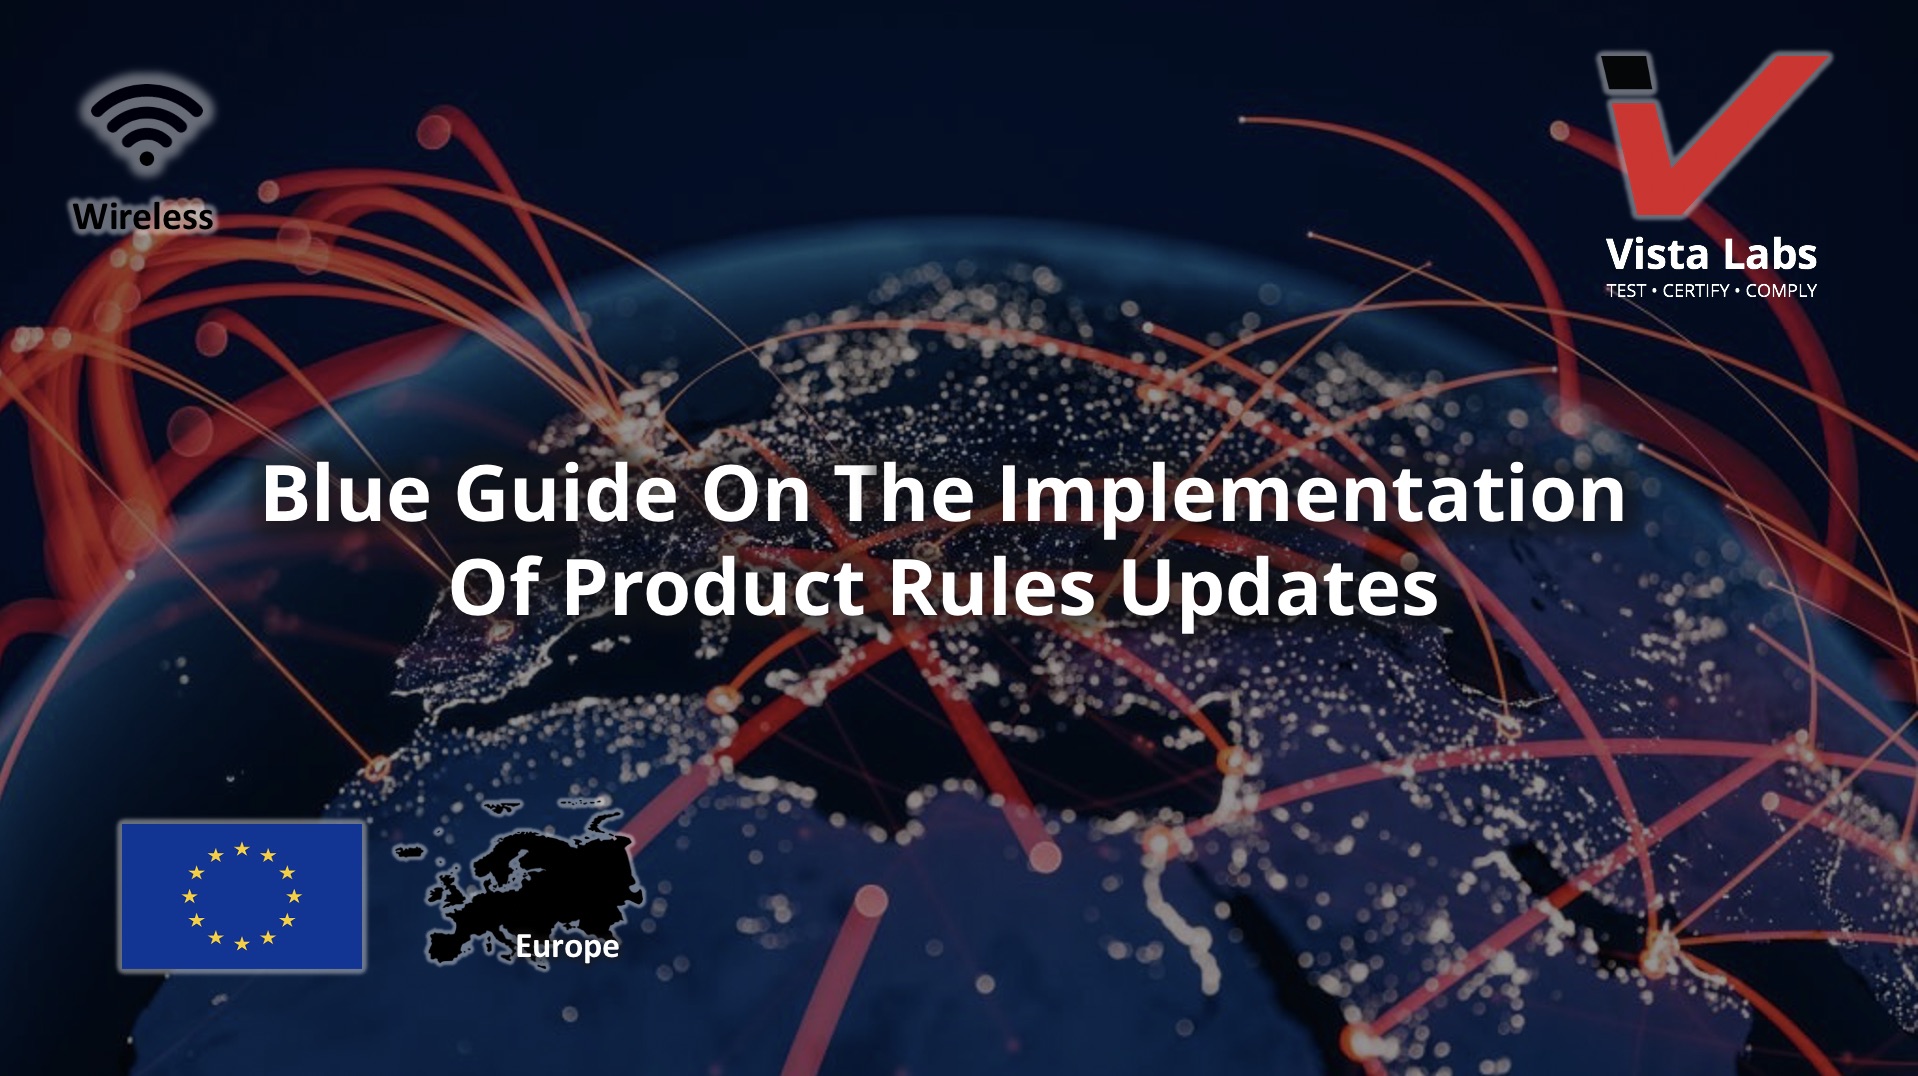 Wireless
Vista Labs
TEST • CERTIFY • COMPLY
Blue Guide On The Implementation
Of Product Rules Updates
Europe